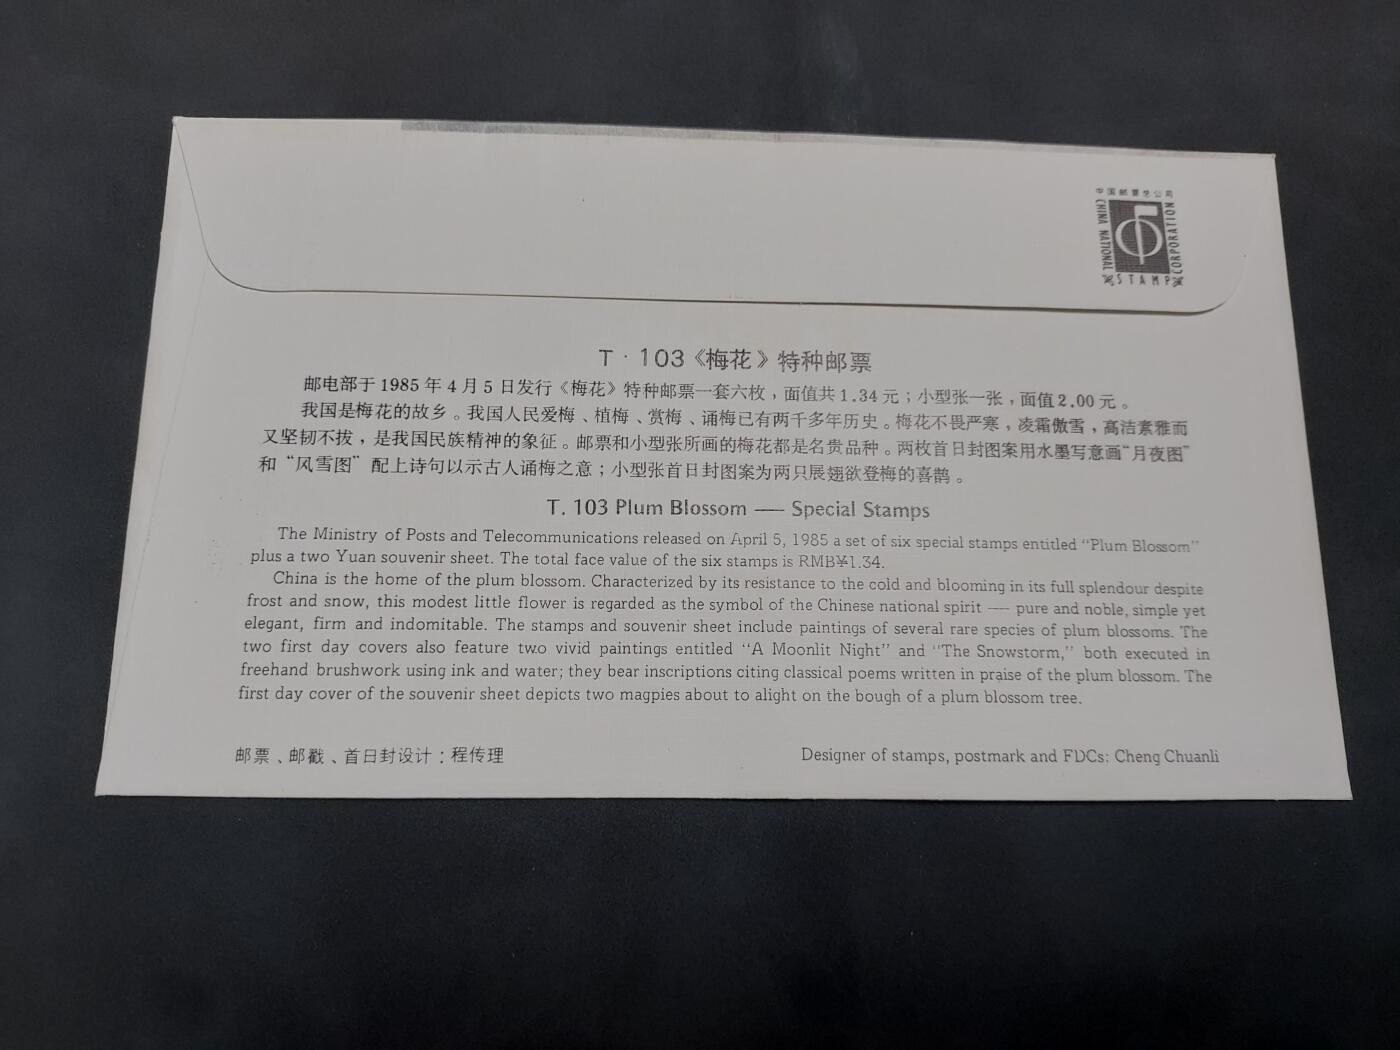 中国邮票总公司
CHINA NATIONAL
STAMP
CORPORATION
T·103《梅花》特种邮票
邮电部于1985年4月5日发行《梅花》特种邮票一套六枚，面值共1.34元；小型张一张，面值2.00元。
我国是梅花的故乡。我国人民爱梅、植梅、赏梅、诵梅已有两千多年历史。梅花不畏严寒，凌霜傲雪，高洁素雅而
又坚韧不拔，是我国民族精神的象征。邮票和小型张所画的梅花都是名贵品种。两枚首日封图案用水墨写意画“月夜图”
和“风雪图”配上诗句以示古人诵梅之意；小型张首日封图案为两只展翅欲登梅的喜鹊。
T. 103 Plum Blossom — Special Stamps
The Ministry of Posts and Telecommunications released on April 5, 1985 a set of six special stamps entitled “Plum Blossom”
plus a two Yuan souvenir sheet. The total face value of the six stamps is RMB¥1.34.
China is the home of the plum blossom. Characterized by its resistance to the cold and blooming in its full splendour despite
frost and snow, this modest little flower is regarded as the symbol of the Chinese national spirit — pure and noble, simple yet
elegant, firm and indomitable. The stamps and souvenir sheet include paintings of several rare species of plum blossoms. The
two first day covers also feature two vivid paintings entitled “A Moonlit Night” and “The Snowstorm,” both executed in
freehand brushwork using ink and water; they bear inscriptions citing classical poems written in praise of the plum blossom. The
first day cover of the souvenir sheet depicts two magpies about to alight on the bough of a plum blossom tree.
邮票、邮戳、首日封设计：程传理
Designer of stamps, postmark and FDCs: Cheng Chuanli